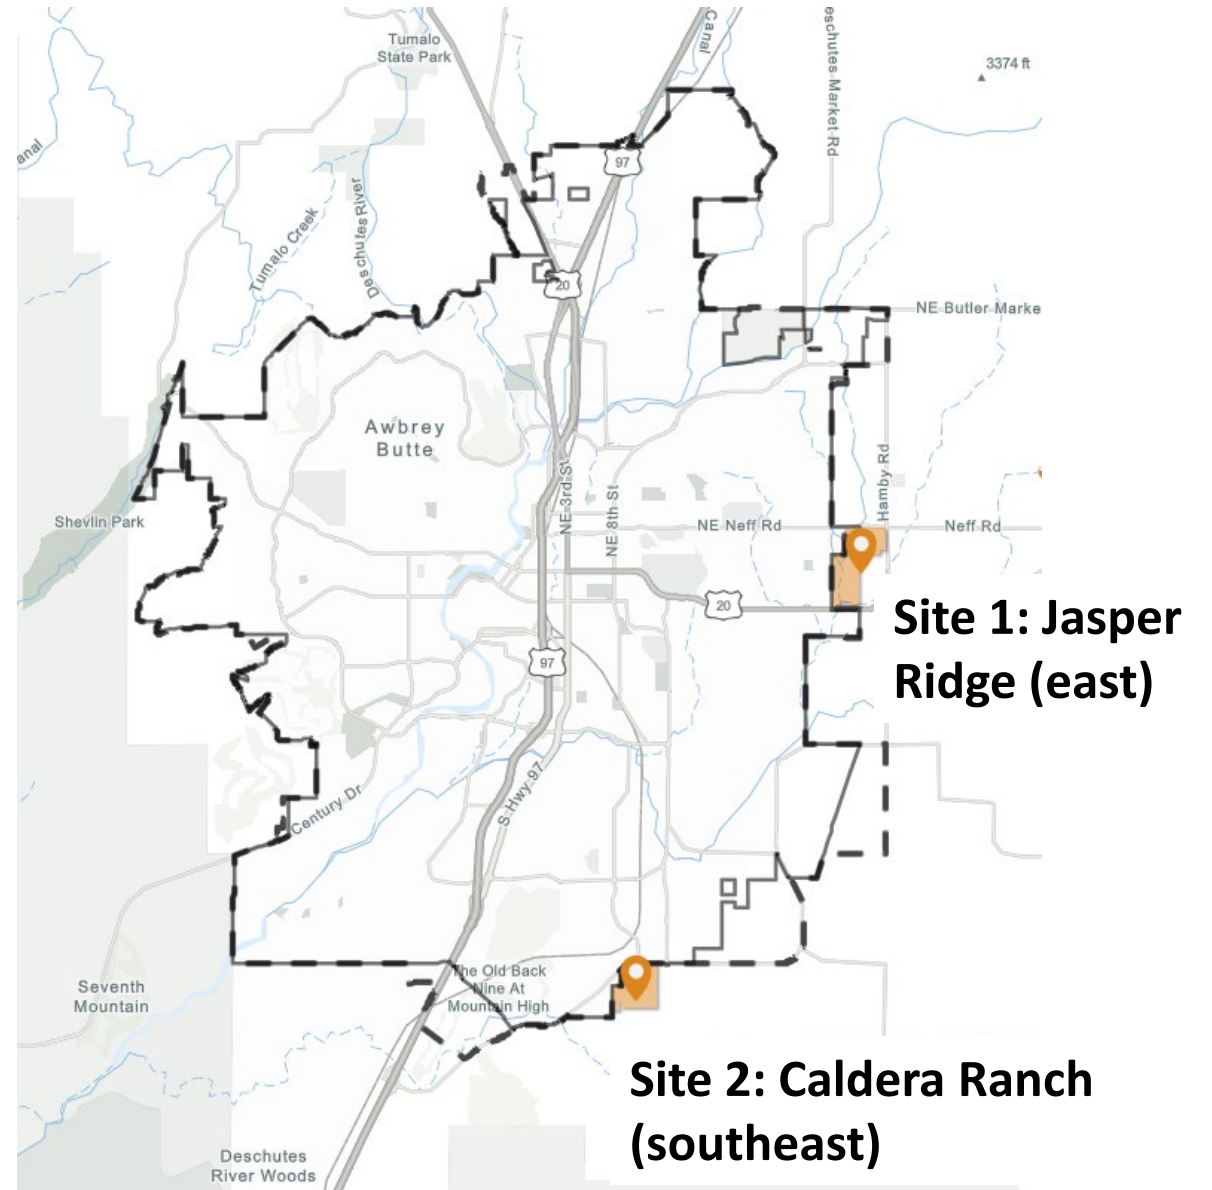 Tumalo
State Park
Canal
eschutes-Market-Rd
3374 ft
anal
97
Deschutes River
Tumalo Creek
20
NE Butler Marke
Awbrey
Butte
Hamby Rd
Shevlin Park
NE-3rd-St
NE 8th St
NE Neff Rd
Neff Rd
20
Site 1: Jasper
Ridge (east)
97
S Hwy 97
Century Dr
The Old Back
Nine At
Mountain High
Seventh
Mountain
Site 2: Caldera Ranch
(southeast)
Deschutes
River Woods